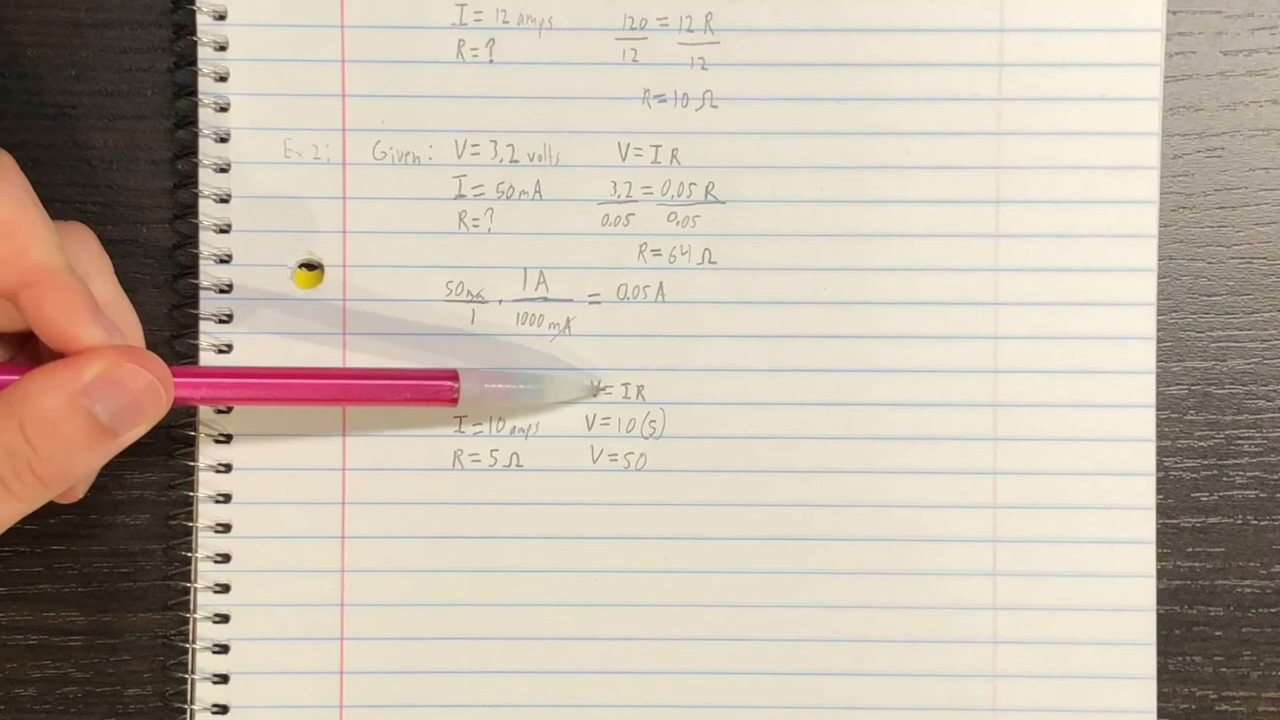 I = 12 amps 120 = 12 R
R = ? 12 12
R = 10 Ω
Ex 2: Given: V = 3.2 volts V = I R
I = 50 mA 3.2 = 0.05 R
R = ? 0.05 0.05
R = 64 Ω
50 mA . 1 A = 0.05 A
1 1000 mA
V = I R
I = 10 amps V = 10 (5)
R = 5 Ω V = 50